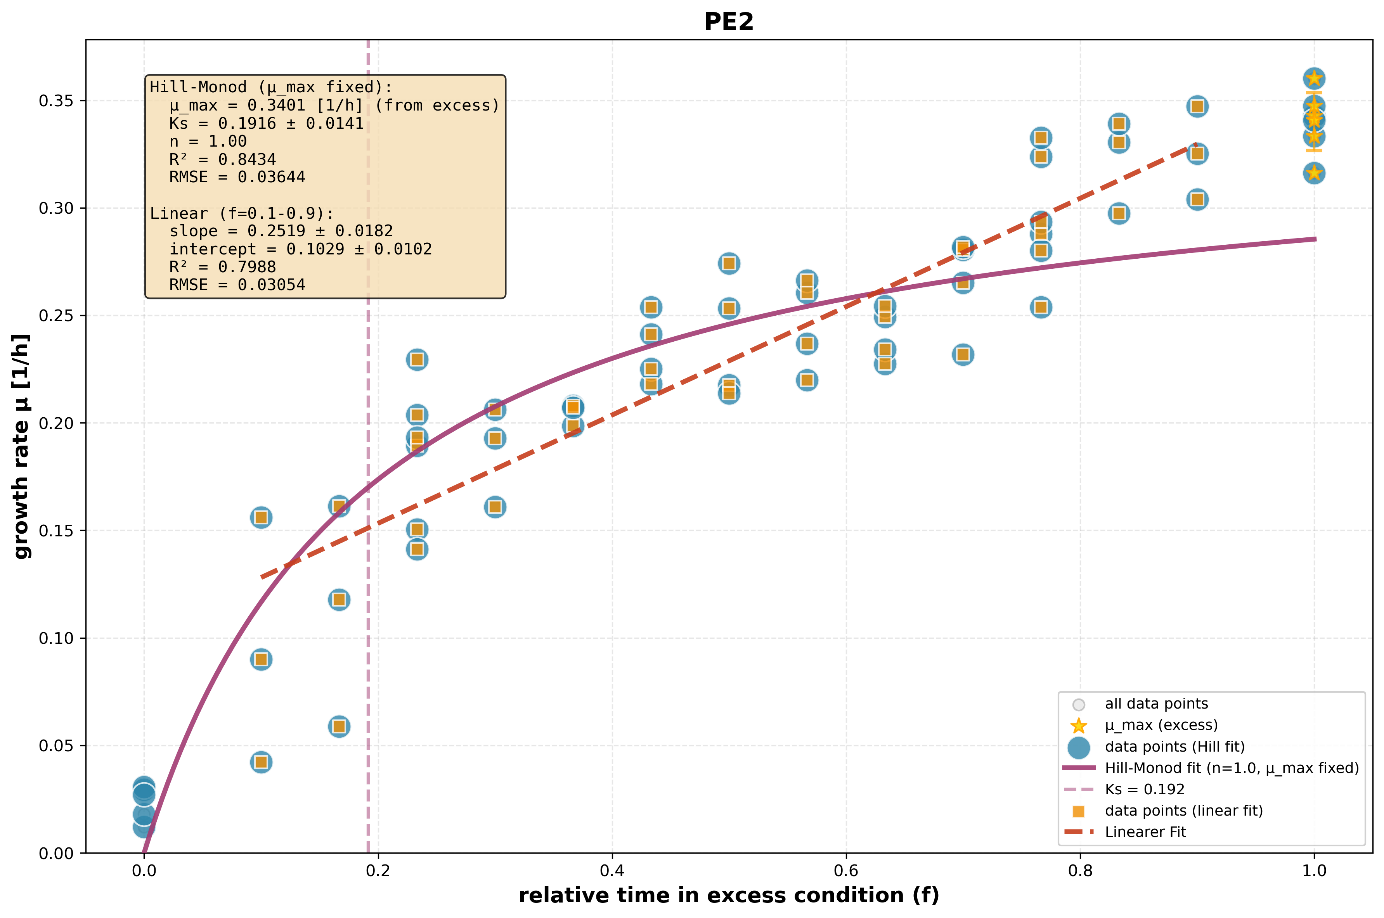 PE2
Hill-Monod (μ_max fixed):
μ_max = 0.3401 [1/h] (from excess)
Ks = 0.1916 ± 0.0141
n = 1.00
R² = 0.8434
RMSE = 0.03644
Linear (f=0.1-0.9):
slope = 0.2519 ± 0.0182
intercept = 0.1029 ± 0.0102
R² = 0.7988
RMSE = 0.03054
growth rate μ [1/h]
0.35
0.30
0.25
0.20
0.15
0.10
0.05
0.00
all data points
μ_max (excess)
data points (Hill fit)
Hill-Monod fit (n=1.0, μ_max fixed)
Ks = 0.192
data points (linear fit)
Linearer Fit
0.0 0.2 0.4 0.6 0.8 1.0
relative time in excess condition (f)